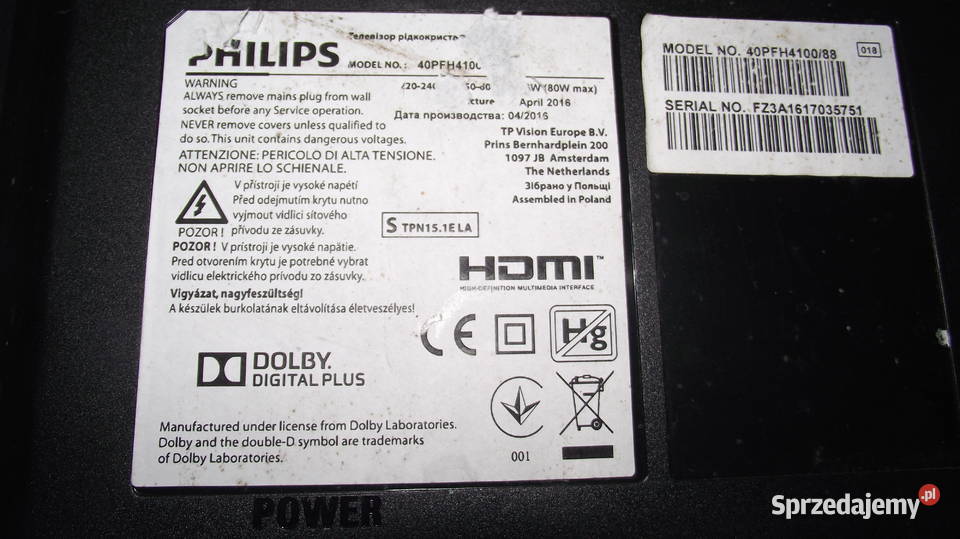 PHILIPS
Телевізор рідкокриста
MODEL NO.: 40PFH4100
WARNING
ALWAYS remove mains plug from wall
socket before any Service operation.
NEVER remove covers unless qualified to
do so. This unit contains dangerous voltages.
ATTENZIONE: PERICOLO DI ALTA TENSIONE.
NON APRIRE LO SCHIENALE.
W (80W max)
cture April 2016
Дата производства: 04/2016
TP Vision Europe B.V.
Prins Bernhardplein 200
1097 JB Amsterdam
The Netherlands
Зібрано у Польщі
Assembled in Poland
V přístroji je vysoké napětí
Před odejmutím krytu nutno
vyjmout vidlici síťového
POZOR! přívodu ze zásuvky.
POZOR! V prístroji je vysoké napätie.
Pred otvorením krytu je potrebné vybrat
vidlicu elektrického prívodu zo zásuvky.
Vigyázat, nagyfeszültség!
A készülek burkolatának eltávolítása életveszélyes!
S TPN15.1E LA
HDMI™
HIGH-DEFINITION MULTIMEDIA INTERFACE
CE
Hg
DOLBY.
DIGITAL PLUS
Manufactured under license from Dolby Laboratories.
Dolby and the double-D symbol are trademarks
of Dolby Laboratories.
001
MODEL NO. 40PFH4100/88
018
SERIAL NO. FZ3A1617035751
POWER
Sprzedajemy.pl